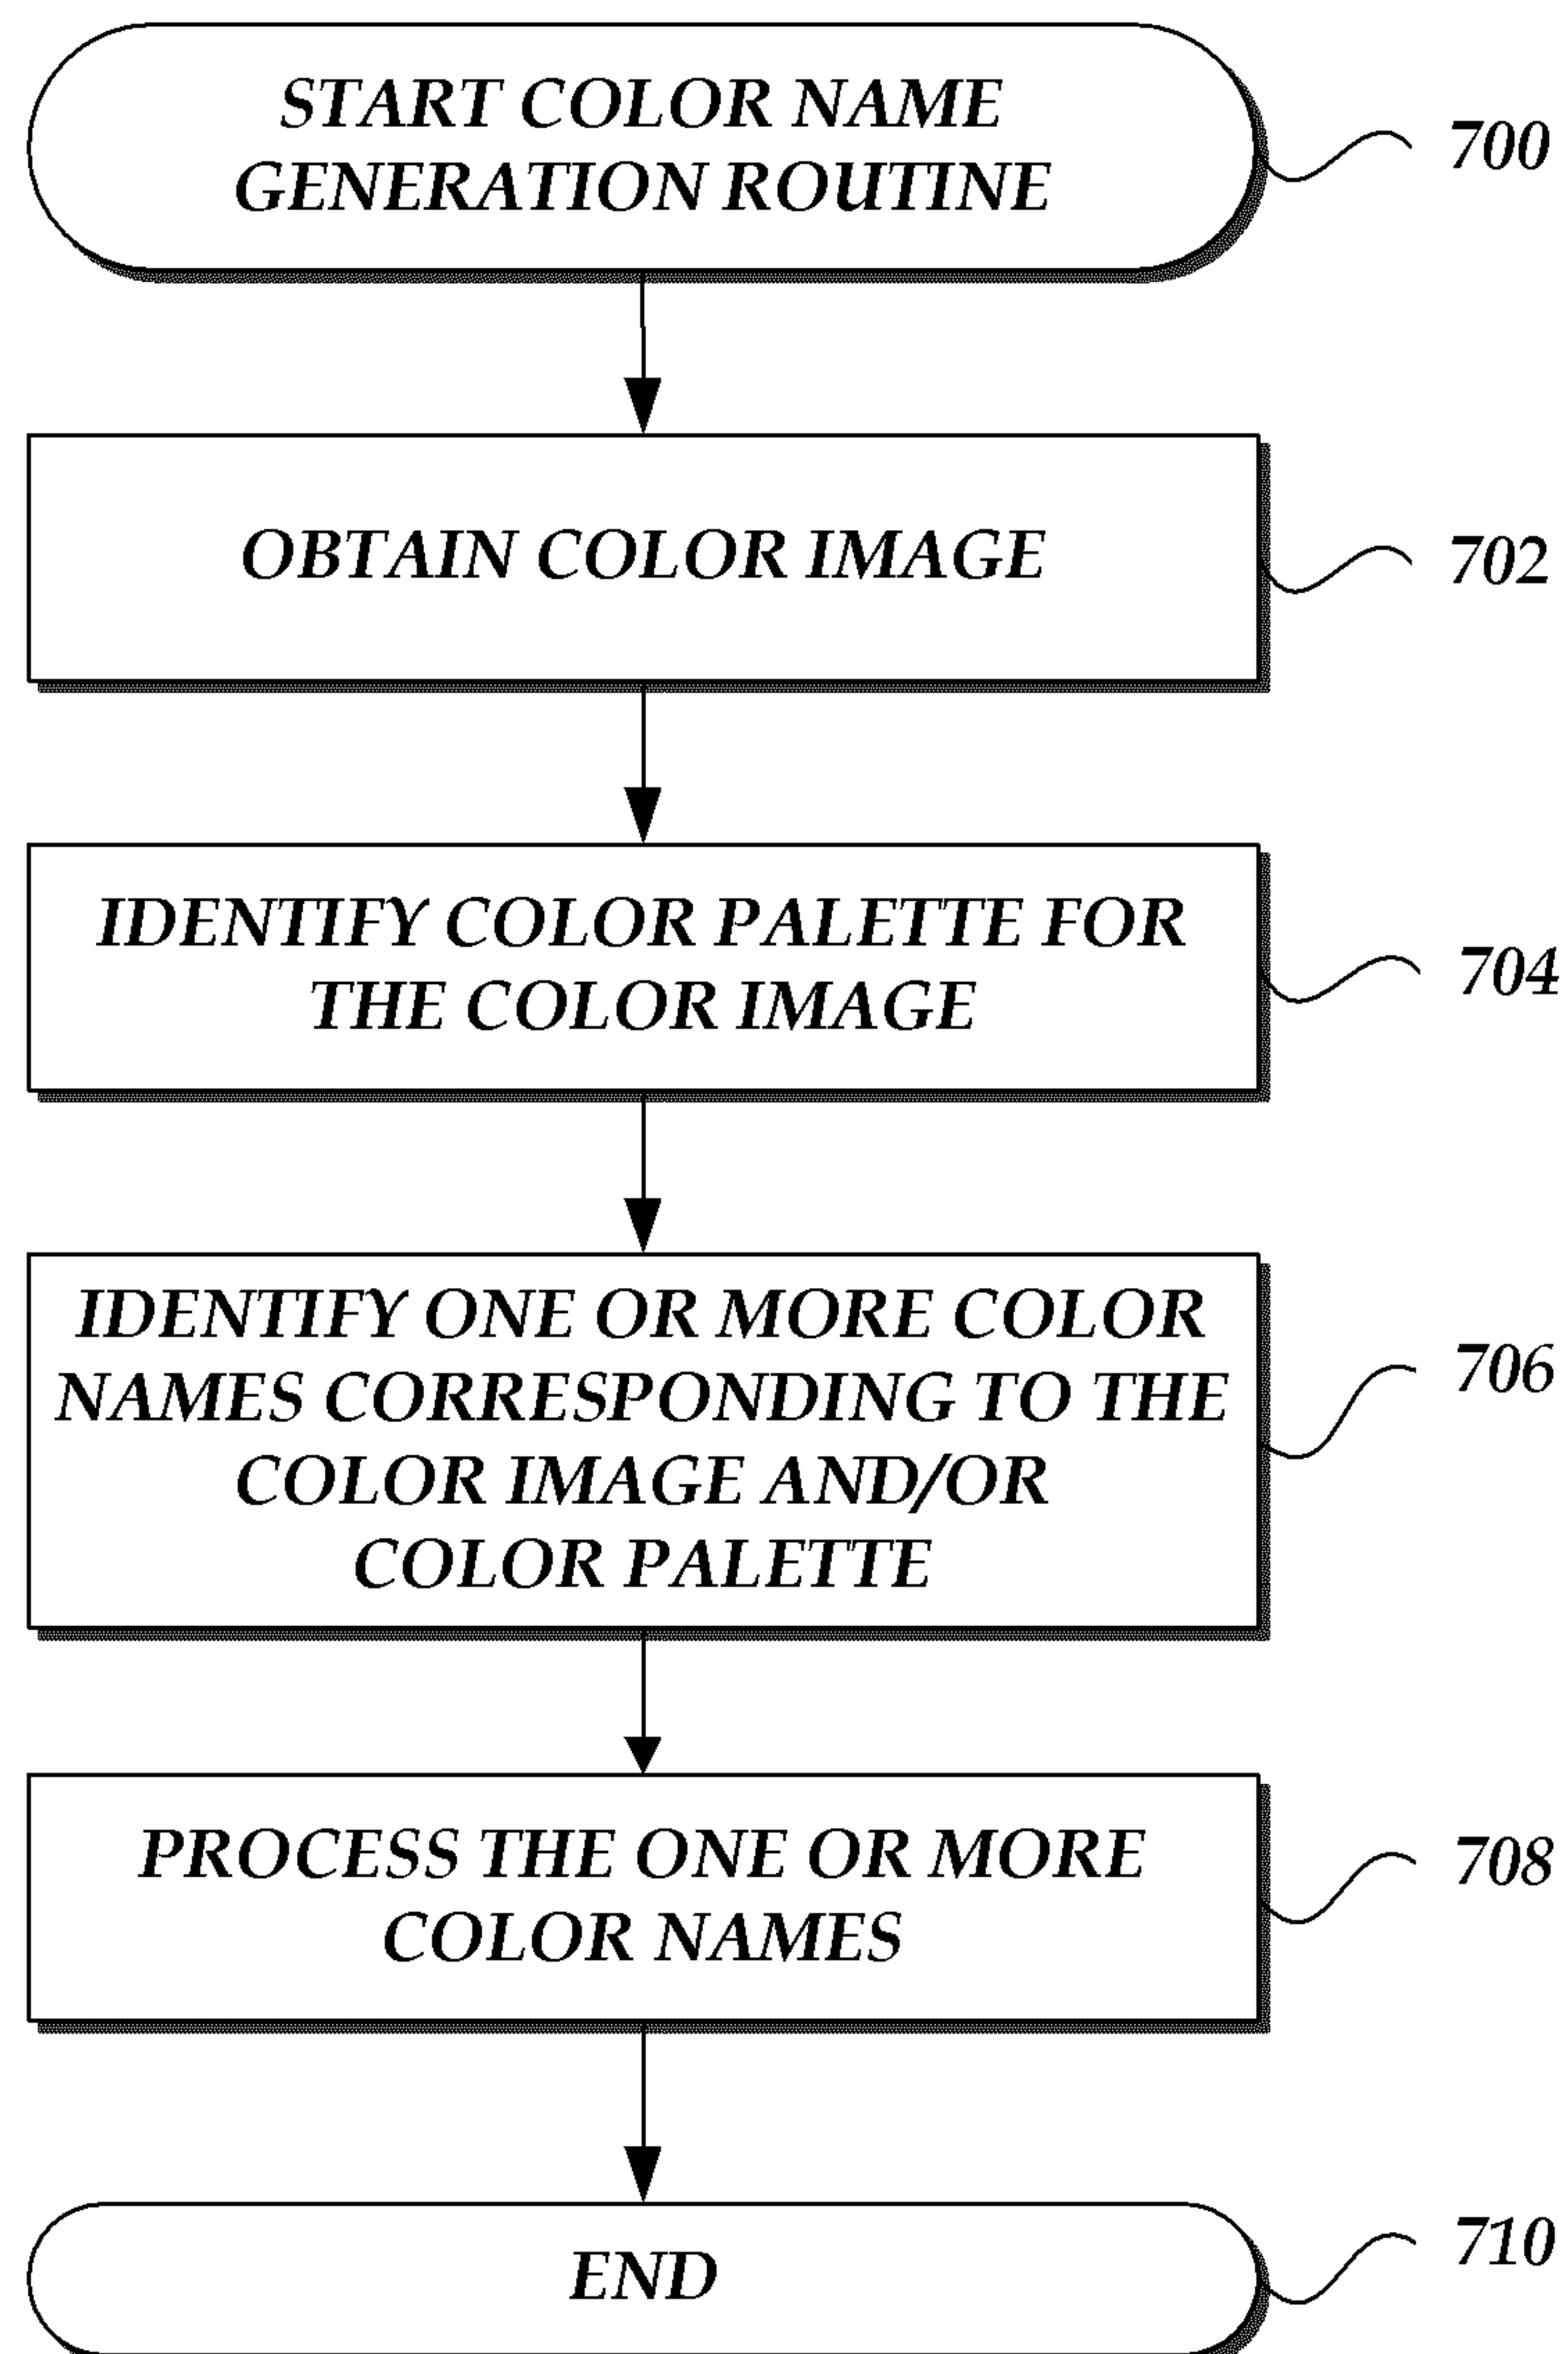 START COLOR NAME
GENERATION ROUTINE
700
OBTAIN COLOR IMAGE
702
IDENTIFY COLOR PALETTE FOR
THE COLOR IMAGE
704
IDENTIFY ONE OR MORE COLOR
NAMES CORRESPONDING TO THE
COLOR IMAGE AND/OR
COLOR PALETTE
706
PROCESS THE ONE OR MORE
COLOR NAMES
708
END
710